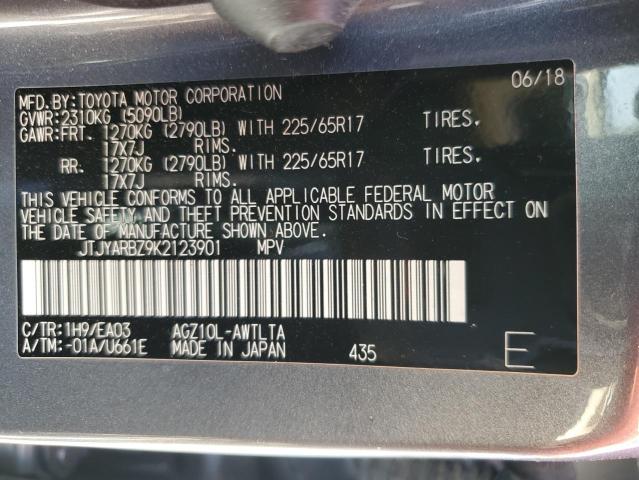 MFD.BY:TOYOTA MOTOR CORPORATION 06/18
GVWR:2310KG (5090LB)
GAWR:FRT. 1270KG (2790LB) WITH 225/65R17 TIRES.
17X7J RIMS.
RR. 1270KG (2790LB) WITH 225/65R17 TIRES.
17X7J RIMS.
THIS VEHICLE CONFORMS TO ALL APPLICABLE FEDERAL MOTOR
VEHICLE SAFETY AND THEFT PREVENTION STANDARDS IN EFFECT ON
THE DATE OF MANUFACTURE SHOWN ABOVE.
JTJYARBZ9K2123901 MPV
C/TR:1H9/EA03 AGZ10L-AWTLTA
A/TM:-01A/U661E MADE IN JAPAN 435 E